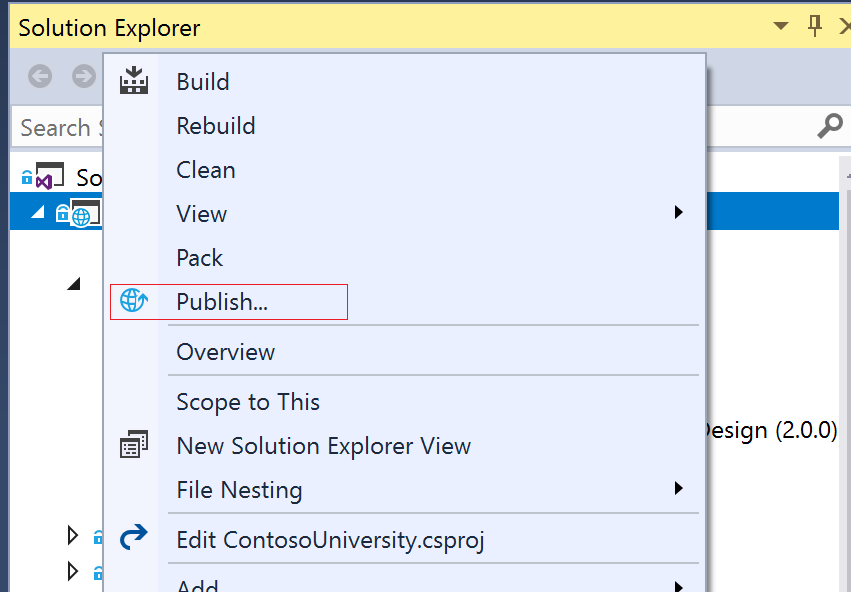 Solution Explorer
Search
Build
Rebuild
Clean
So
View
Pack
Publish...
Overview
Scope to This
Design (2.0.0)
New Solution Explorer View
File Nesting
Edit ContosoUniversity.csproj
Add